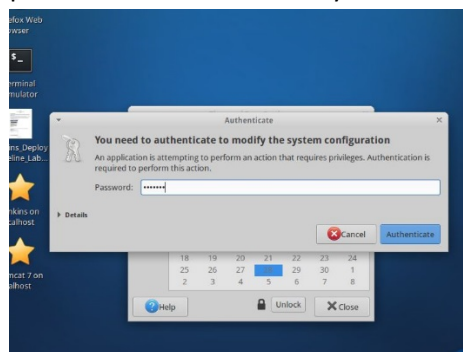 efox Web
owser
$_
erminal
mulator
ns_Deploy
eline_Lab...
nkins on
calhost
mcat 7 on
alhost
Authenticate
You need to authenticate to modify the system configuration
An application is attempting to perform an action that requires privileges. Authentication is
required to perform this action.
Password: •••••••
Details
Cancel Authenticate
18 19 20 21 22 23 24
25 26 27 28 29 30 1
2 3 4 5 6 7 8
Help Unlock Close